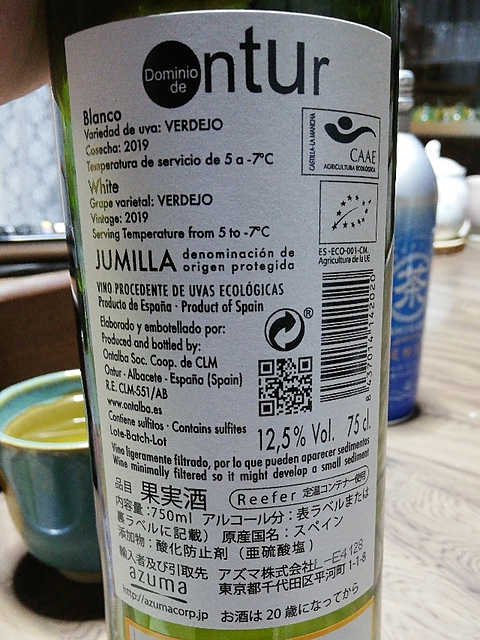 Dominio
de
Ontur
Blanco
Variedad de uva: VERDEJO
Cosecha: 2019
Temperatura de servicio de 5 a -7ºC
White
Grape varietal: VERDEJO
Vintage: 2019
Serving Temperature from 5 to -7ºC
CASTILLA-LA MANCHA
CAAE
AGRICULTURA ECOLÓGICA
ES-ECO-001-CM.
Agricultura de la UE
JUMILLA denominación de
origen protegida
VINO PROCEDENTE DE UVAS ECOLÓGICAS
Producto de España · Product of Spain
Elaborado y embotellado por:
Produced and bottled by:
Ontalba Soc. Coop. de CLM
Ontur - Albacete - España (Spain)
R.E. CLM-551/AB
www.ontalba.es
Contiene sulfitos · Contains sulfites
Lote-Batch-Lot
®
8 437014 142020
12,5% Vol. 75 cl.
Vino ligeramente filtrado, por lo que pueden aparecer sedimentos
Wine minimally filtered so it might develop a small sediment
品目 果実酒 Reefer 定温コンテナー使用
内容量:750ml アルコール分:表ラベルまたは
裏ラベルに記載) 原産国名:スペイン
添加物:酸化防止剤(亜硫酸塩)
L-E4128
輸入者及び引取先 アズマ株式会社
azuma 東京都千代田区平河町1-1-8
http://azumacorp.jp お酒は20歳になってから
茶